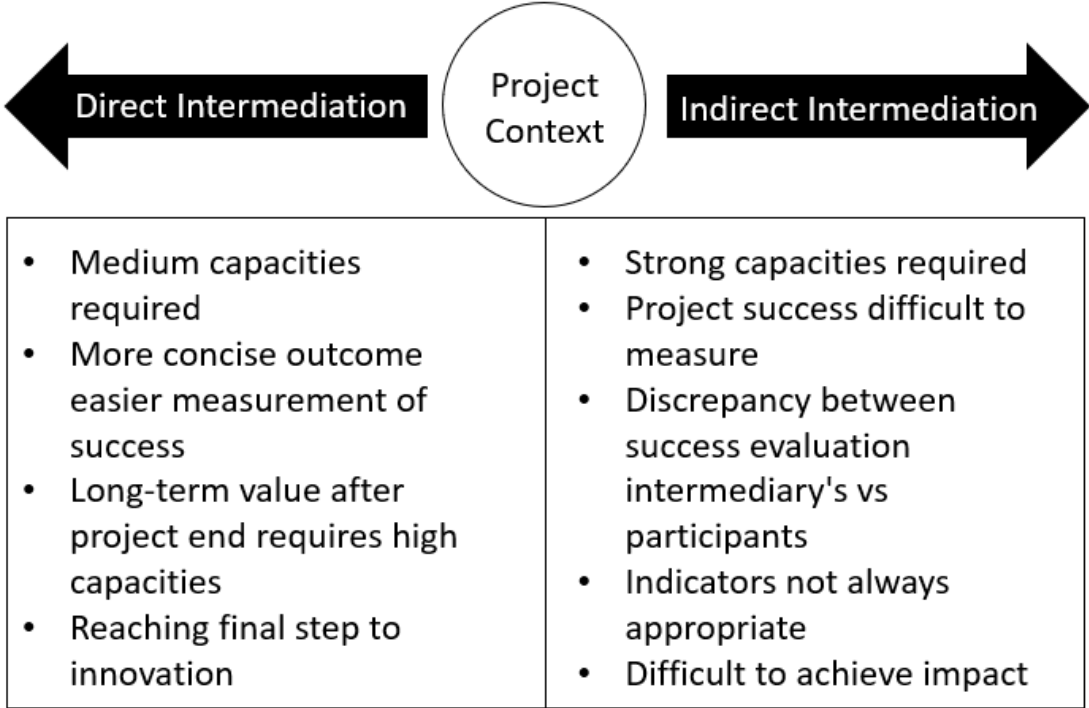 Direct Intermediation
Project
Context
Indirect Intermediation
• Medium capacities
required
• More concise outcome
easier measurement of
success
• Long-term value after
project end requires high
capacities
• Reaching final step to
innovation
• Strong capacities required
• Project success difficult to
measure
• Discrepancy between
success evaluation
intermediary's vs
participants
• Indicators not always
appropriate
• Difficult to achieve impact